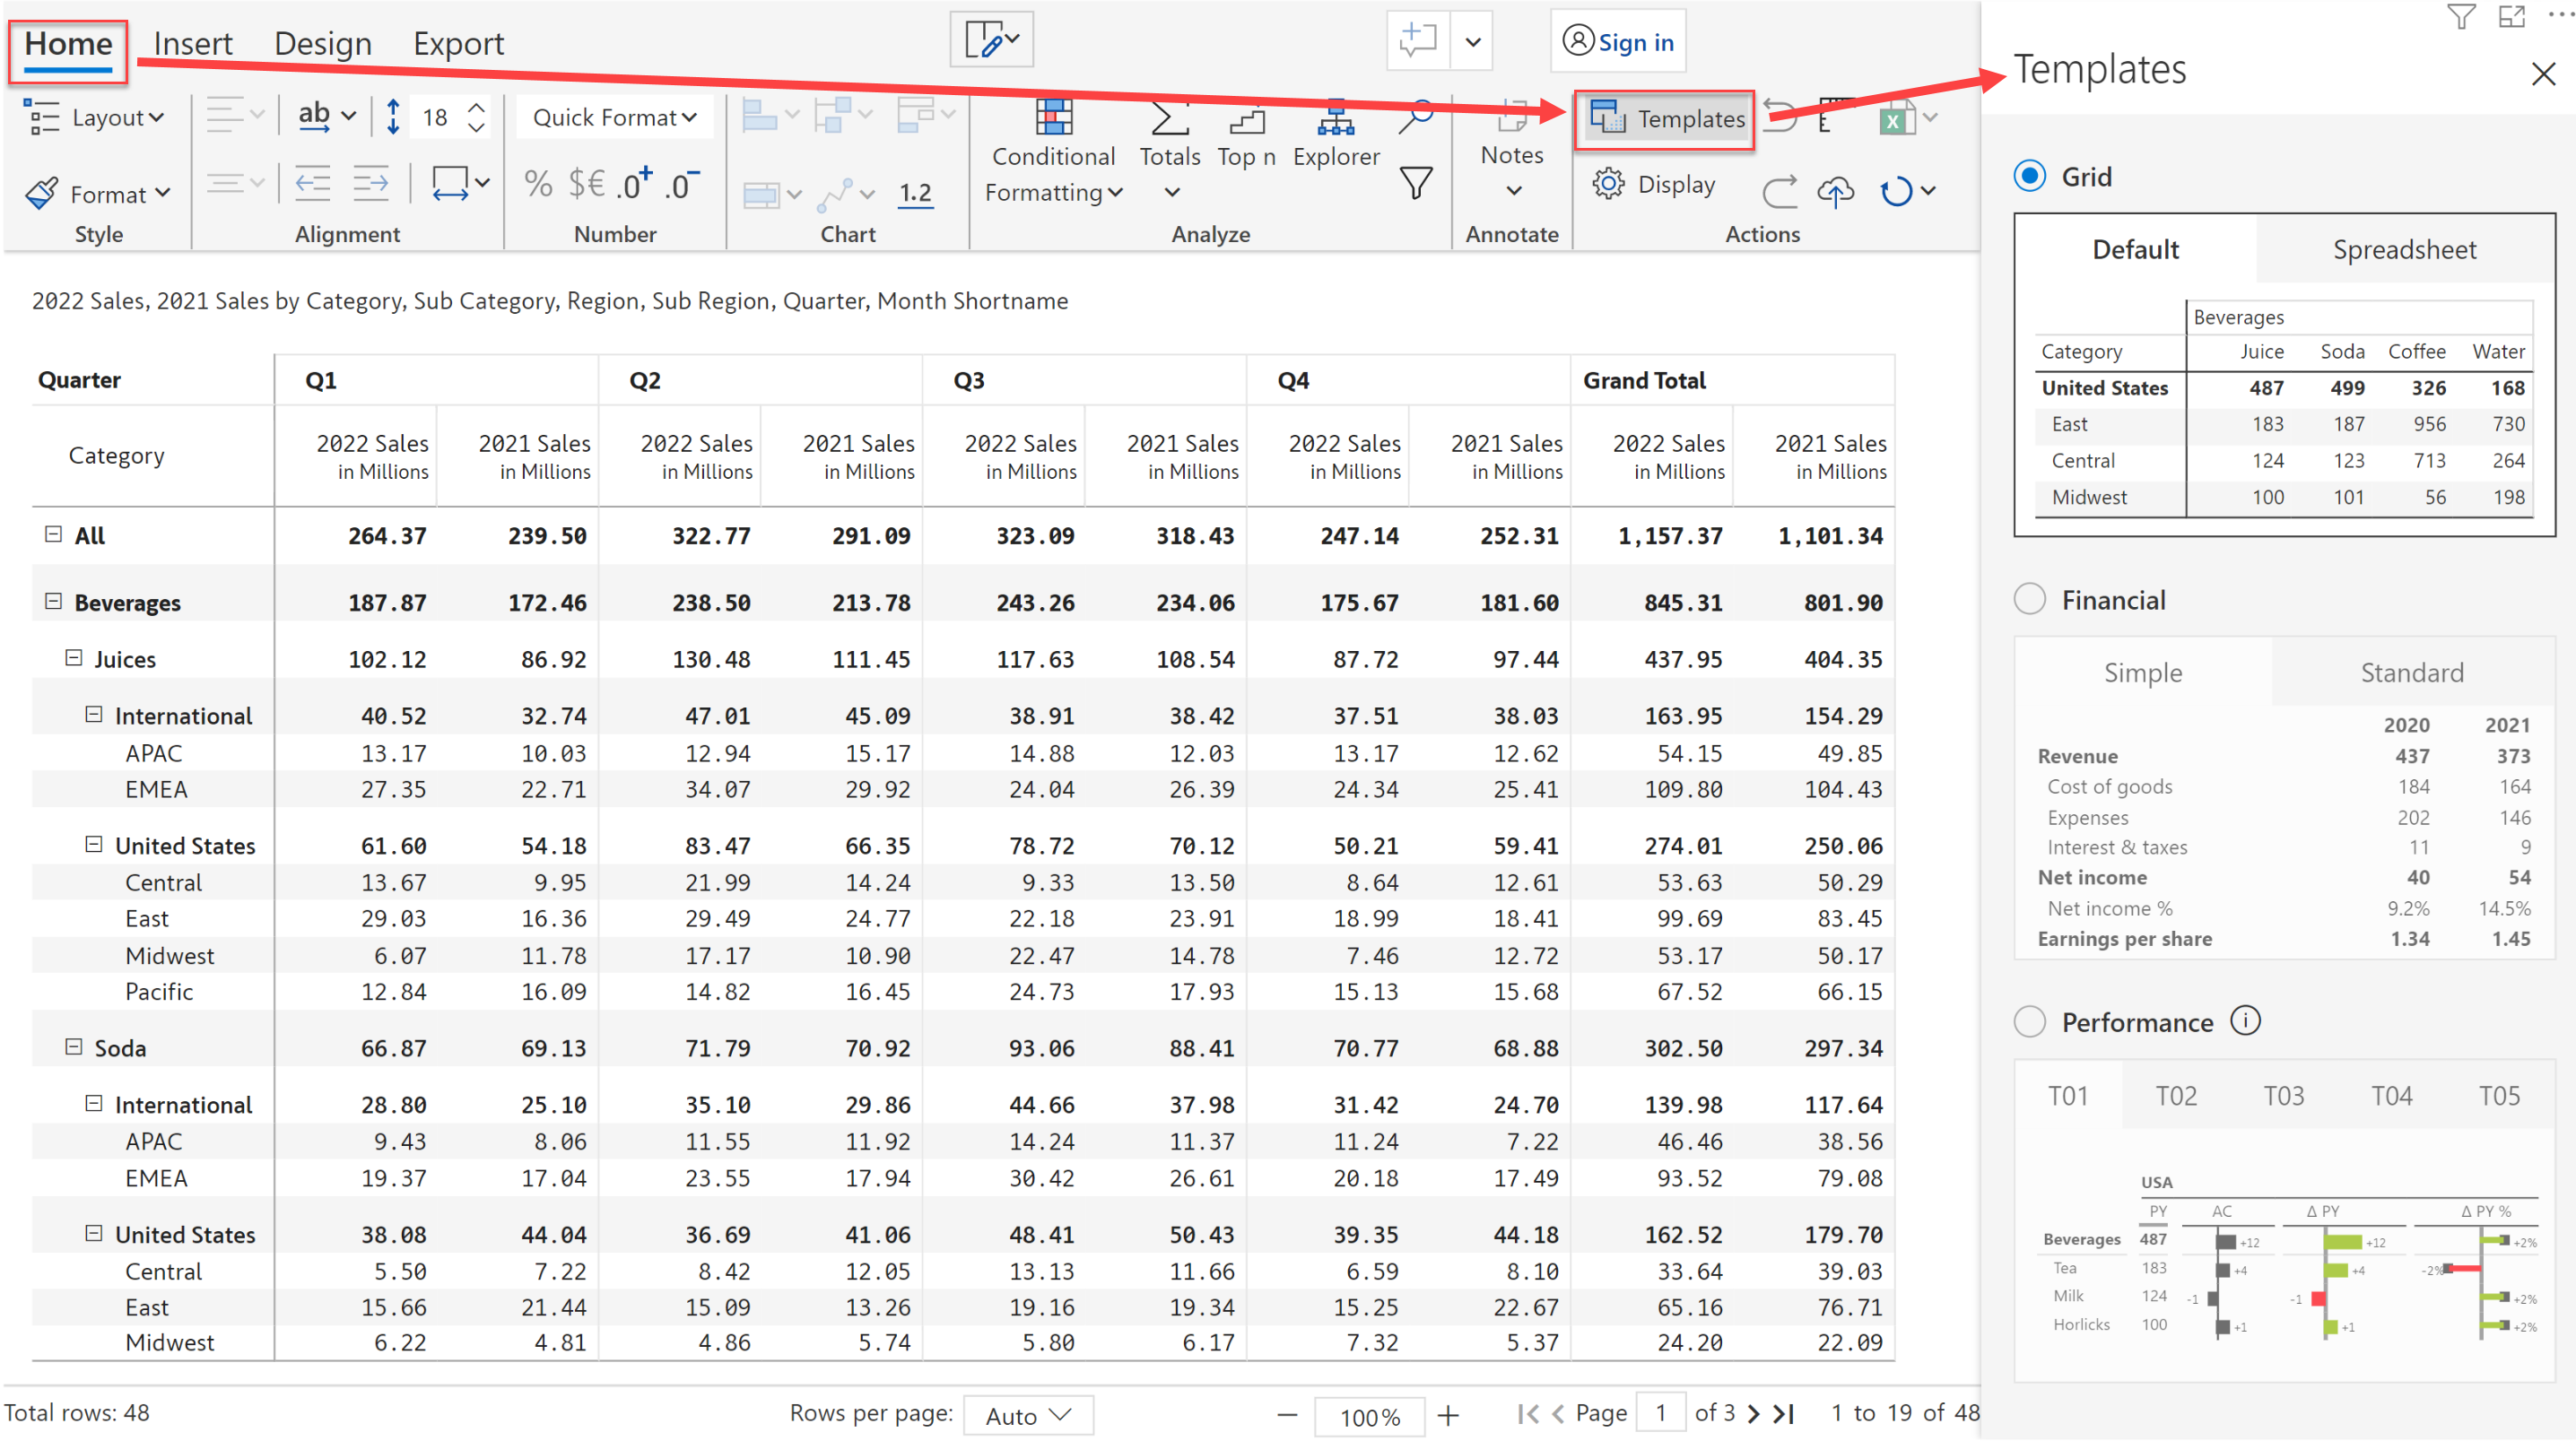 Home Insert Design Export Sign in
Layout ab 18 Quick Format Conditional Formatting Totals Top n Explorer Notes Templates
Format % $€ .0+ .0- 1.2 Display
Style Alignment Number Chart Analyze Annotate Actions
2022 Sales, 2021 Sales by Category, Sub Category, Region, Sub Region, Quarter, Month Shortname
Quarter Q1 Q2 Q3 Q4 Grand Total
Category 2022 Sales 2021 Sales 2022 Sales 2021 Sales 2022 Sales 2021 Sales 2022 Sales 2021 Sales 2022 Sales 2021 Sales
in Millions in Millions in Millions in Millions in Millions in Millions in Millions in Millions in Millions in Millions
All 264.37 239.50 322.77 291.09 323.09 318.43 247.14 252.31 1,157.37 1,101.34
Beverages 187.87 172.46 238.50 213.78 243.26 234.06 175.67 181.60 845.31 801.90
Juices 102.12 86.92 130.48 111.45 117.63 108.54 87.72 97.44 437.95 404.35
International 40.52 32.74 47.01 45.09 38.91 38.42 37.51 38.03 163.95 154.29
APAC 13.17 10.03 12.94 15.17 14.88 12.03 13.17 12.62 54.15 49.85
EMEA 27.35 22.71 34.07 29.92 24.04 26.39 24.34 25.41 109.80 104.43
United States 61.60 54.18 83.47 66.35 78.72 70.12 50.21 59.41 274.01 250.06
Central 13.67 9.95 21.99 14.24 9.33 13.50 8.64 12.61 53.63 50.29
East 29.03 16.36 29.49 24.77 22.18 23.91 18.99 18.41 99.69 83.45
Midwest 6.07 11.78 17.17 10.90 22.47 14.78 7.46 12.72 53.17 50.17
Pacific 12.84 16.09 14.82 16.45 24.73 17.93 15.13 15.68 67.52 66.15
Soda 66.87 69.13 71.79 70.92 93.06 88.41 70.77 68.88 302.50 297.34
International 28.80 25.10 35.10 29.86 44.66 37.98 31.42 24.70 139.98 117.64
APAC 9.43 8.06 11.55 11.92 14.24 11.37 11.24 7.22 46.46 38.56
EMEA 19.37 17.04 23.55 17.94 30.42 26.61 20.18 17.49 93.52 79.08
United States 38.08 44.04 36.69 41.06 48.41 50.43 39.35 44.18 162.52 179.70
Central 5.50 7.22 8.42 12.05 13.13 11.66 6.59 8.10 33.64 39.03
East 15.66 21.44 15.09 13.26 19.16 19.34 15.25 22.67 65.16 76.71
Midwest 6.22 4.81 4.86 5.74 5.80 6.17 7.32 5.37 24.20 22.09
Total rows: 48 Rows per page: Auto 100% Page 1 of 3 1 to 19 of 48
Templates
Grid
Default Spreadsheet
Beverages
Category Juice Soda Coffee Water
United States 487 499 326 168
East 183 187 956 730
Central 124 123 713 264
Midwest 100 101 56 198
Financial
Simple Standard
2020 2021
Revenue 437 373
Cost of goods 184 164
Expenses 202 146
Interest & taxes 11 9
Net income 40 54
Net income % 9.2% 14.5%
Earnings per share 1.34 1.45
Performance
T01 T02 T03 T04 T05
USA
PY AC Δ PY Δ PY %
Beverages 487 +12 +12 +2%
Tea 183 +4 +4 -2%
Milk 124 -1 -1 +2%
Horlicks 100 +1 +1 +2%